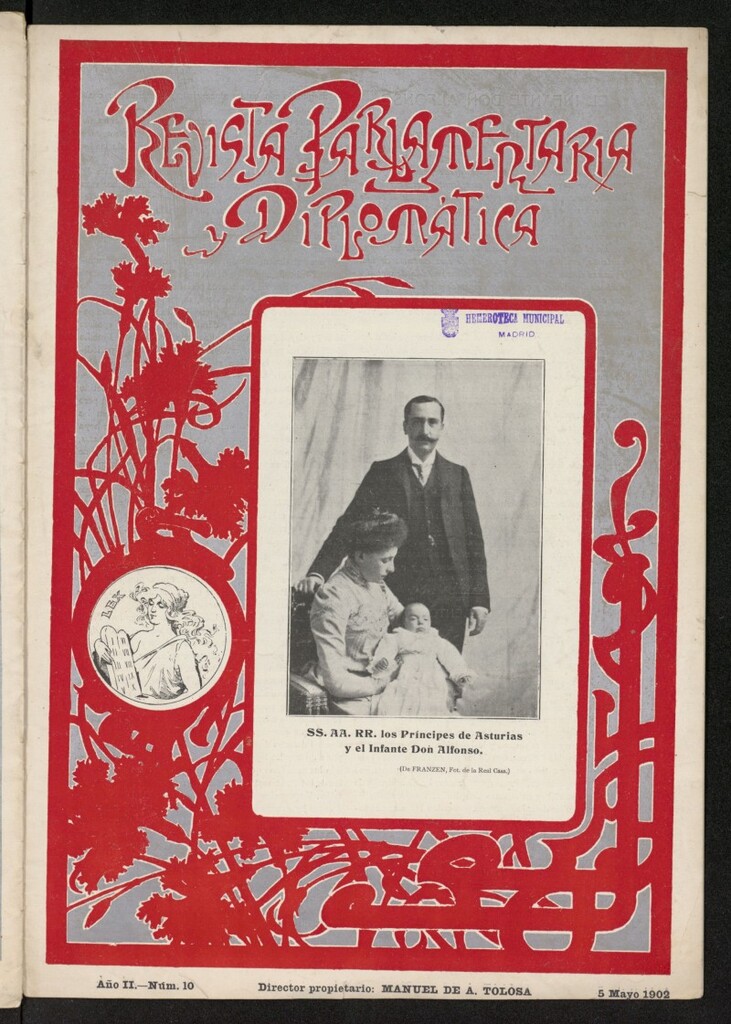 Revista Parlamentaria
y Diplomática
HEMEROTECA MUNICIPAL
MADRID
LEX
SS. AA. RR. los Príncipes de Asturias
y el Infante Don Alfonso.
(De FRANZEN, Fot. de la Real Casa.)
Año II.—Núm. 10
Director propietario: MANUEL DE A. TOLOSA
5 Mayo 1902